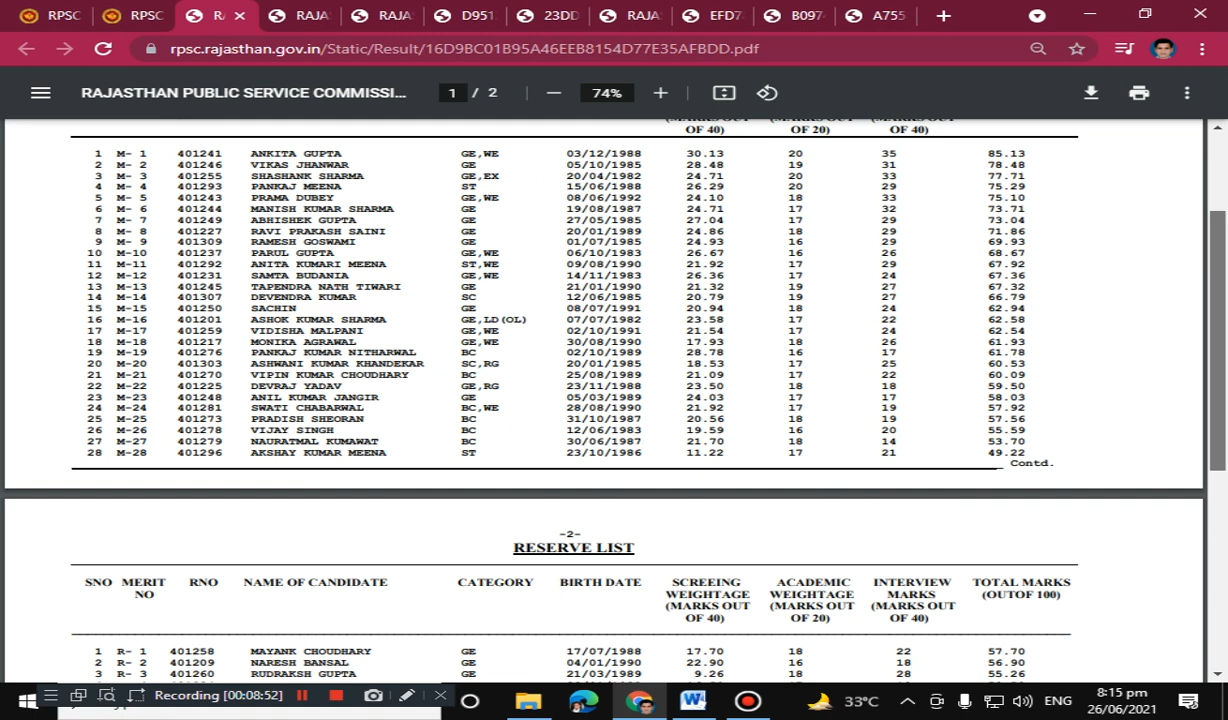 RPSC RPSC R/ RAJA RAJA D951 23DD RAJA EFD7 B097 A755
rpsc.rajasthan.gov.in/Static/Result/16D9BC01B95A46EEB8154D77E35AFBDD.pdf
RAJASTHAN PUBLIC SERVICE COMMISSI... 1 / 2 74%
(MARKS OUT (MARKS OUT (MARKS OUT
OF 40) OF 20) OF 40)
1 M- 1 401241 ANKITA GUPTA GE,WE 03/12/1988 30.13 20 35 85.13
2 M- 2 401246 VIKAS JHANWAR GE 05/10/1985 28.48 19 31 78.48
3 M- 3 401255 SHASHANK SHARMA GE,EX 20/04/1982 24.71 20 33 77.71
4 M- 4 401293 PANKAJ MEENA ST 15/06/1988 26.29 20 29 75.29
5 M- 5 401243 PRAMA DUBEY GE,WE 08/06/1992 24.10 18 33 75.10
6 M- 6 401244 MANISH KUMAR SHARMA GE 19/08/1987 24.71 17 32 73.71
7 M- 7 401249 ABHISHEK GUPTA GE 27/05/1985 27.04 17 29 73.04
8 M- 8 401227 RAVI PRAKASH SAINI GE 20/01/1989 24.86 18 29 71.86
9 M- 9 401309 RAMESH GOSWAMI GE 01/07/1985 24.93 16 29 69.93
10 M-10 401237 PARUL GUPTA GE,WE 06/10/1983 26.67 16 26 68.67
11 M-11 401292 ANITA KUMARI MEENA ST,WE 09/08/1990 21.92 17 29 67.92
12 M-12 401231 SAMTA BUDANIA GE,WE 14/11/1983 26.36 17 24 67.36
13 M-13 401245 TAPENDRA NATH TIWARI GE 21/01/1990 21.32 19 27 67.32
14 M-14 401307 DEVENDRA KUMAR SC 12/06/1985 20.79 19 27 66.79
15 M-15 401250 SACHIN GE 08/07/1991 20.94 18 24 62.94
16 M-16 401201 ASHOK KUMAR SHARMA GE,LD(OL) 07/07/1982 23.58 17 22 62.58
17 M-17 401259 VIDISHA MALPANI GE,WE 02/10/1991 21.54 17 24 62.54
18 M-18 401217 MONIKA AGRAWAL GE,WE 30/08/1990 17.93 18 26 61.93
19 M-19 401276 PANKAJ KUMAR NITHARWAL BC 02/10/1989 28.78 16 17 61.78
20 M-20 401303 ASHWANI KUMAR KHANDEKAR SC,RG 20/01/1985 18.53 17 25 60.53
21 M-21 401270 VIPIN KUMAR CHOUDHARY BC 25/08/1989 21.09 17 22 60.09
22 M-22 401225 DEVRAJ YADAV GE,RG 23/11/1988 23.50 18 18 59.50
23 M-23 401248 ANIL KUMAR JANGIR GE 05/03/1989 24.03 17 17 58.03
24 M-24 401281 SWATI CHABARWAL BC,WE 28/08/1990 21.92 17 19 57.92
25 M-25 401273 PRADISH SHEORAN BC 31/10/1987 20.56 18 19 57.56
26 M-26 401278 VIJAY SINGH BC 12/06/1983 19.59 16 20 55.59
27 M-27 401279 NAURATMAL KUMAWAT BC 30/06/1987 21.70 18 14 53.70
28 M-28 401296 AKSHAY KUMAR MEENA ST 23/10/1986 11.22 17 21 49.22
Contd.
-2-
RESERVE LIST
SNO MERIT RNO NAME OF CANDIDATE CATEGORY BIRTH DATE SCREEING ACADEMIC INTERVIEW TOTAL MARKS
NO WEIGHTAGE WEIGHTAGE MARKS (OUTOF 100)
(MARKS OUT (MARKS OUT (MARKS OUT
OF 40) OF 20) OF 40)
1 R- 1 401258 MAYANK CHOUDHARY GE 17/07/1988 17.70 18 22 57.70
2 R- 2 401209 NARESH BANSAL GE 04/01/1990 22.90 16 18 56.90
3 R- 3 401260 RUDRAKSH GUPTA GE 21/03/1989 9.26 18 28 55.26
Recording [00:08:52] 33°C ENG 8:15 pm
26/06/2021